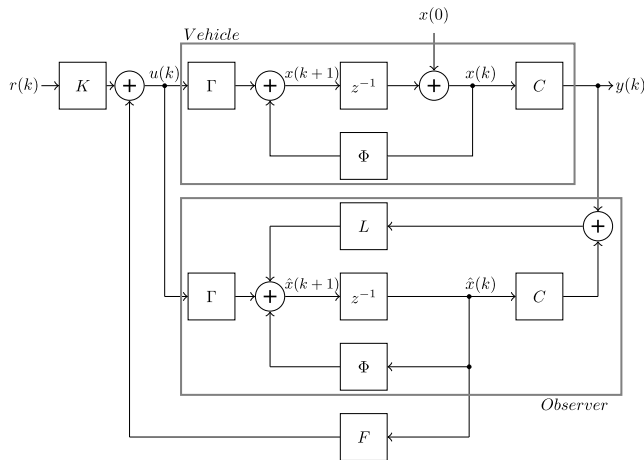 x(0)
Vehicle
r(k) K + u(k) Γ + x(k+1) z⁻¹ + x(k) C y(k)
Φ
L +
Γ + x̂(k+1) z⁻¹ x̂(k) C
Φ
Observer
F